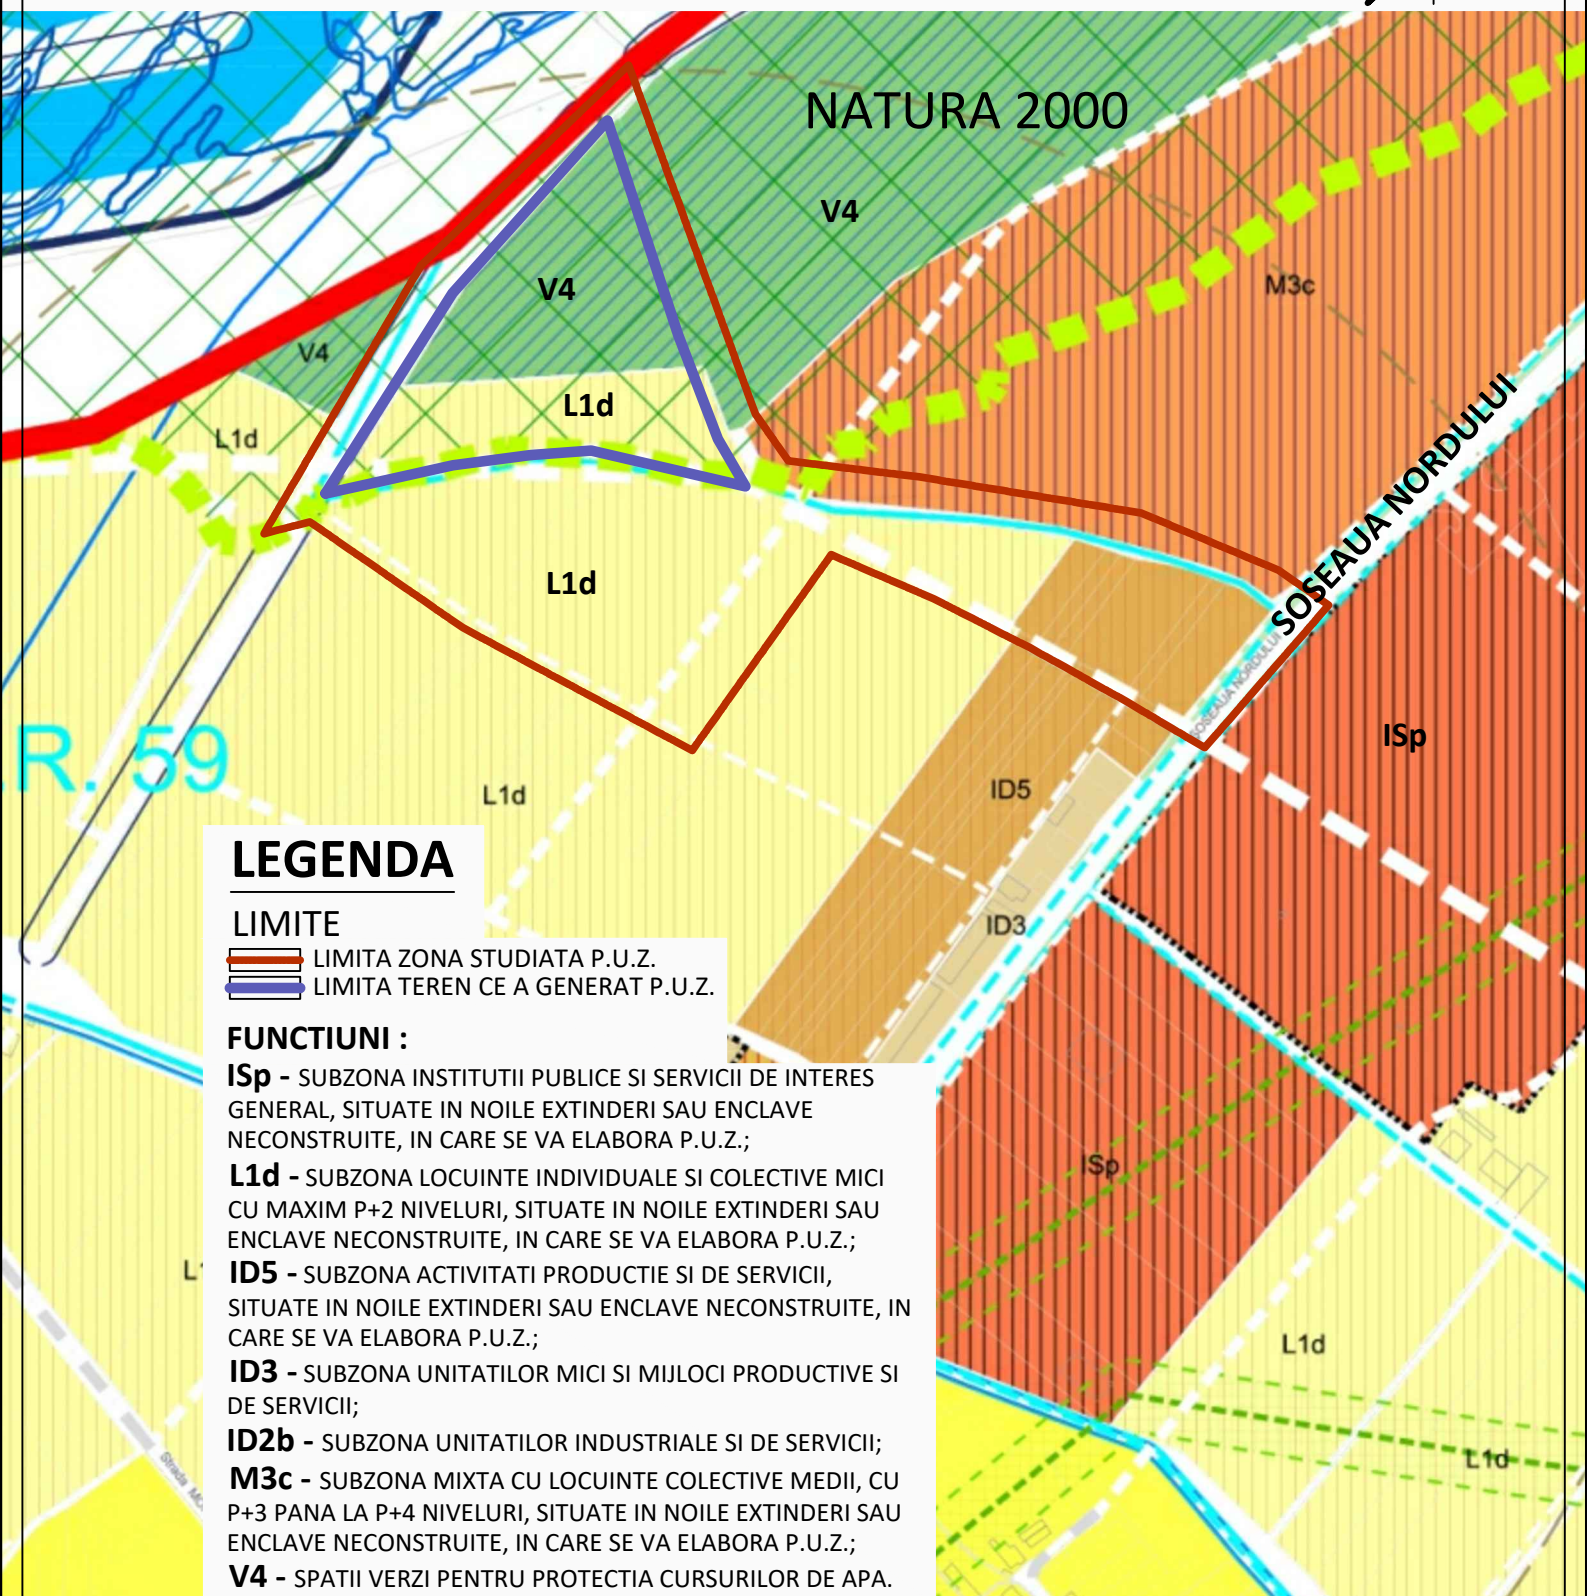 NATURA 2000
V4
V4
M3c
V4
L1d
L1d
SOSEAUA NORDULUI
L1d
SOSEAUA NORDULUI
ISp
R. 59
L1d
ID5
ID3
LEGENDA
LIMITE
LIMITA ZONA STUDIATA P.U.Z.
LIMITA TEREN CE A GENERAT P.U.Z.
FUNCTIUNI :
ISp - SUBZONA INSTITUTII PUBLICE SI SERVICII DE INTERES
GENERAL, SITUATE IN NOILE EXTINDERI SAU ENCLAVE
NECONSTRUITE, IN CARE SE VA ELABORA P.U.Z.;
L1d - SUBZONA LOCUINTE INDIVIDUALE SI COLECTIVE MICI
CU MAXIM P+2 NIVELURI, SITUATE IN NOILE EXTINDERI SAU
ENCLAVE NECONSTRUITE, IN CARE SE VA ELABORA P.U.Z.;
ID5 - SUBZONA ACTIVITATI PRODUCTIE SI DE SERVICII,
SITUATE IN NOILE EXTINDERI SAU ENCLAVE NECONSTRUITE, IN
CARE SE VA ELABORA P.U.Z.;
ID3 - SUBZONA UNITATILOR MICI SI MIJLOCI PRODUCTIVE SI
DE SERVICII;
ID2b - SUBZONA UNITATILOR INDUSTRIALE SI DE SERVICII;
M3c - SUBZONA MIXTA CU LOCUINTE COLECTIVE MEDII, CU
P+3 PANA LA P+4 NIVELURI, SITUATE IN NOILE EXTINDERI SAU
ENCLAVE NECONSTRUITE, IN CARE SE VA ELABORA P.U.Z.;
V4 - SPATII VERZI PENTRU PROTECTIA CURSURILOR DE APA.
ISp
L1d
L1d
Strada